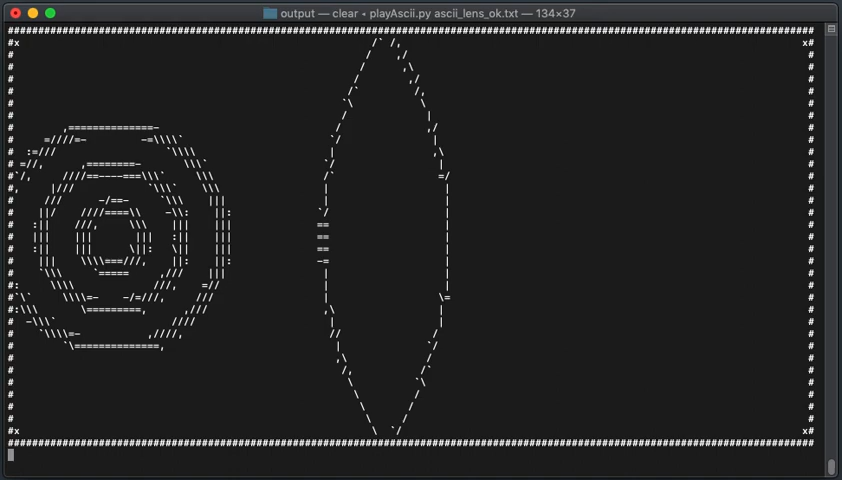 output — clear ◂ playAscii.py ascii_lens_ok.txt — 134×37